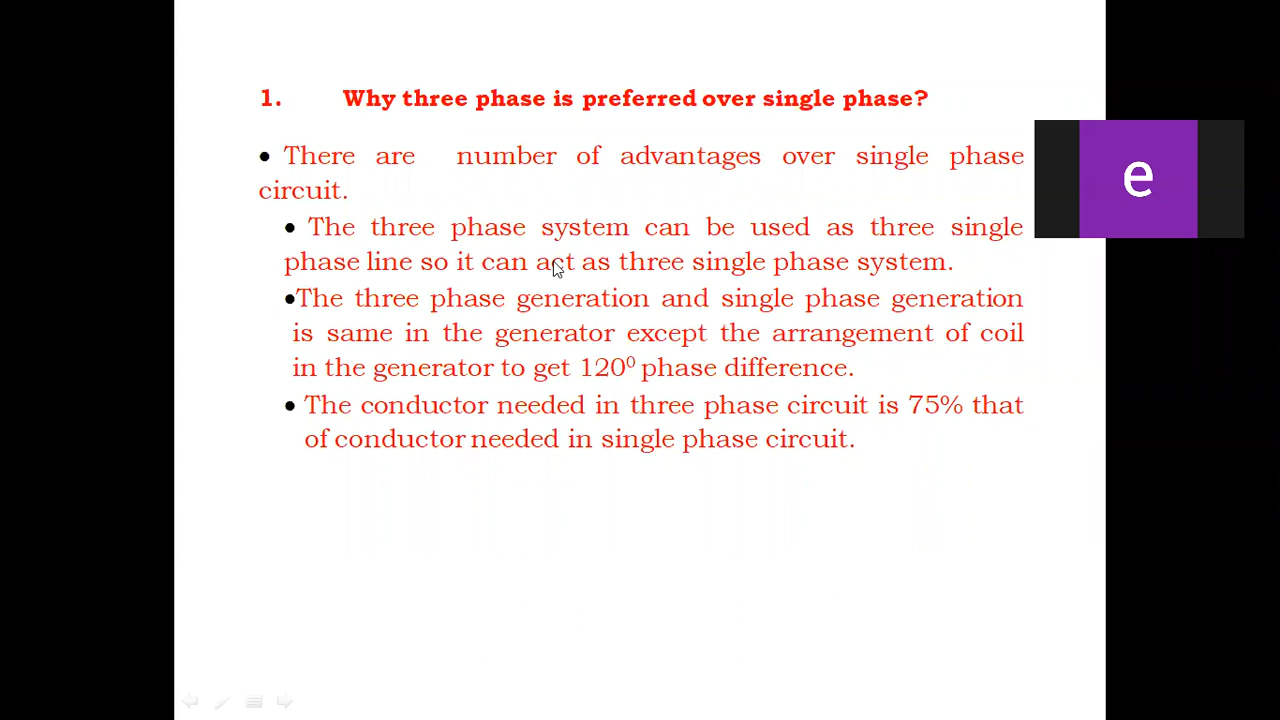 1. Why three phase is preferred over single phase?
• There are number of advantages over single phase
circuit.
• The three phase system can be used as three single
phase line so it can act as three single phase system.
•The three phase generation and single phase generation
is same in the generator except the arrangement of coil
in the generator to get 120⁰ phase difference.
• The conductor needed in three phase circuit is 75% that
of conductor needed in single phase circuit.
e